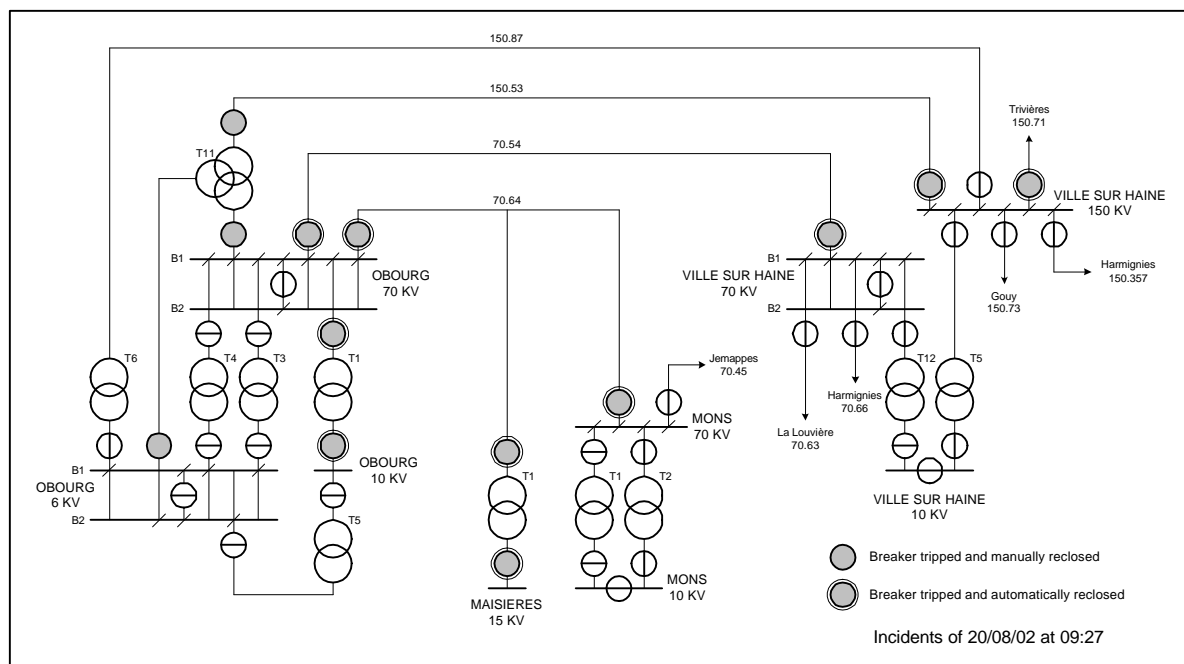 150.87
150.53
Trivières
150.71
T11
70.54
70.64
VILLE SUR HAINE
150 KV
B1
OBOURG
70 KV
B2
B1
VILLE SUR HAINE
70 KV
B2
Harmignies
150.357
Gouy
150.73
T6
T4
T3
T1
Jemappes
70.45
T12
T5
Harmignies
70.66
MONS
70 KV
La Louvière
70.63
B1
OBOURG
6 KV
B2
OBOURG
10 KV
T1
T1
T2
VILLE SUR HAINE
10 KV
T5
MAISIERES
15 KV
MONS
10 KV
Breaker tripped and manually reclosed
Breaker tripped and automatically reclosed
Incidents of 20/08/02 at 09:27